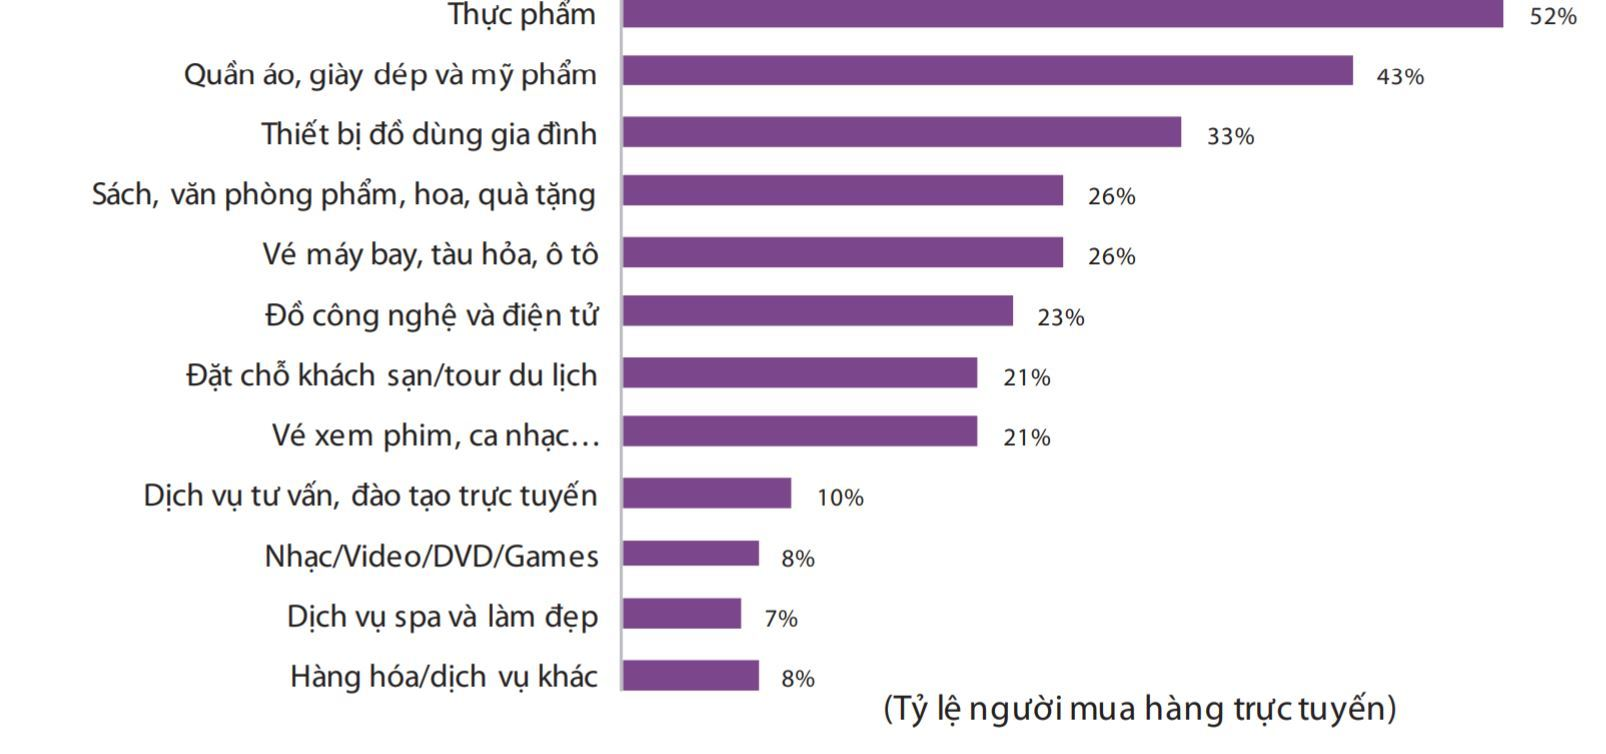 Thực phẩm 52%
Quần áo, giày dép và mỹ phẩm 43%
Thiết bị đồ dùng gia đình 33%
Sách, văn phòng phẩm, hoa, quà tặng 26%
Vé máy bay, tàu hỏa, ô tô 26%
Đồ công nghệ và điện tử 23%
Đặt chỗ khách sạn/tour du lịch 21%
Vé xem phim, ca nhạc... 21%
Dịch vụ tư vấn, đào tạo trực tuyến 10%
Nhạc/Video/DVD/Games 8%
Dịch vụ spa và làm đẹp 7%
Hàng hóa/dịch vụ khác 8%
(Tỷ lệ người mua hàng trực tuyến)